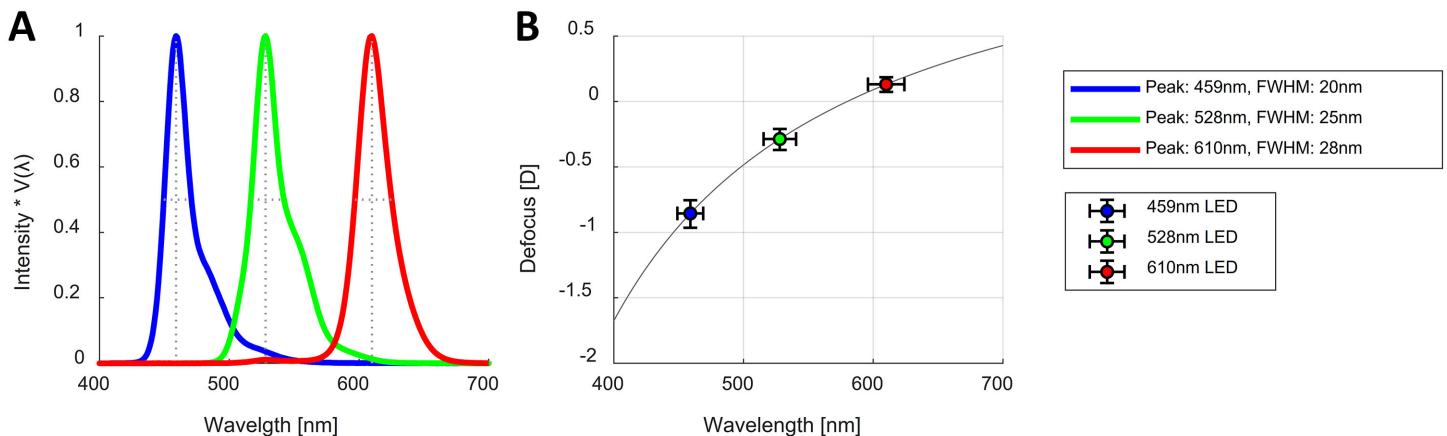 A
Intensity * V(λ)
1
0.8
0.6
0.4
0.2
0
400
500
600
700
Wavelgth [nm]
B
Defocus [D]
0.5
0
-0.5
-1
-1.5
-2
400
500
600
700
Wavelength [nm]
Peak: 459nm, FWHM: 20nm
Peak: 528nm, FWHM: 25nm
Peak: 610nm, FWHM: 28nm
459nm LED
528nm LED
610nm LED